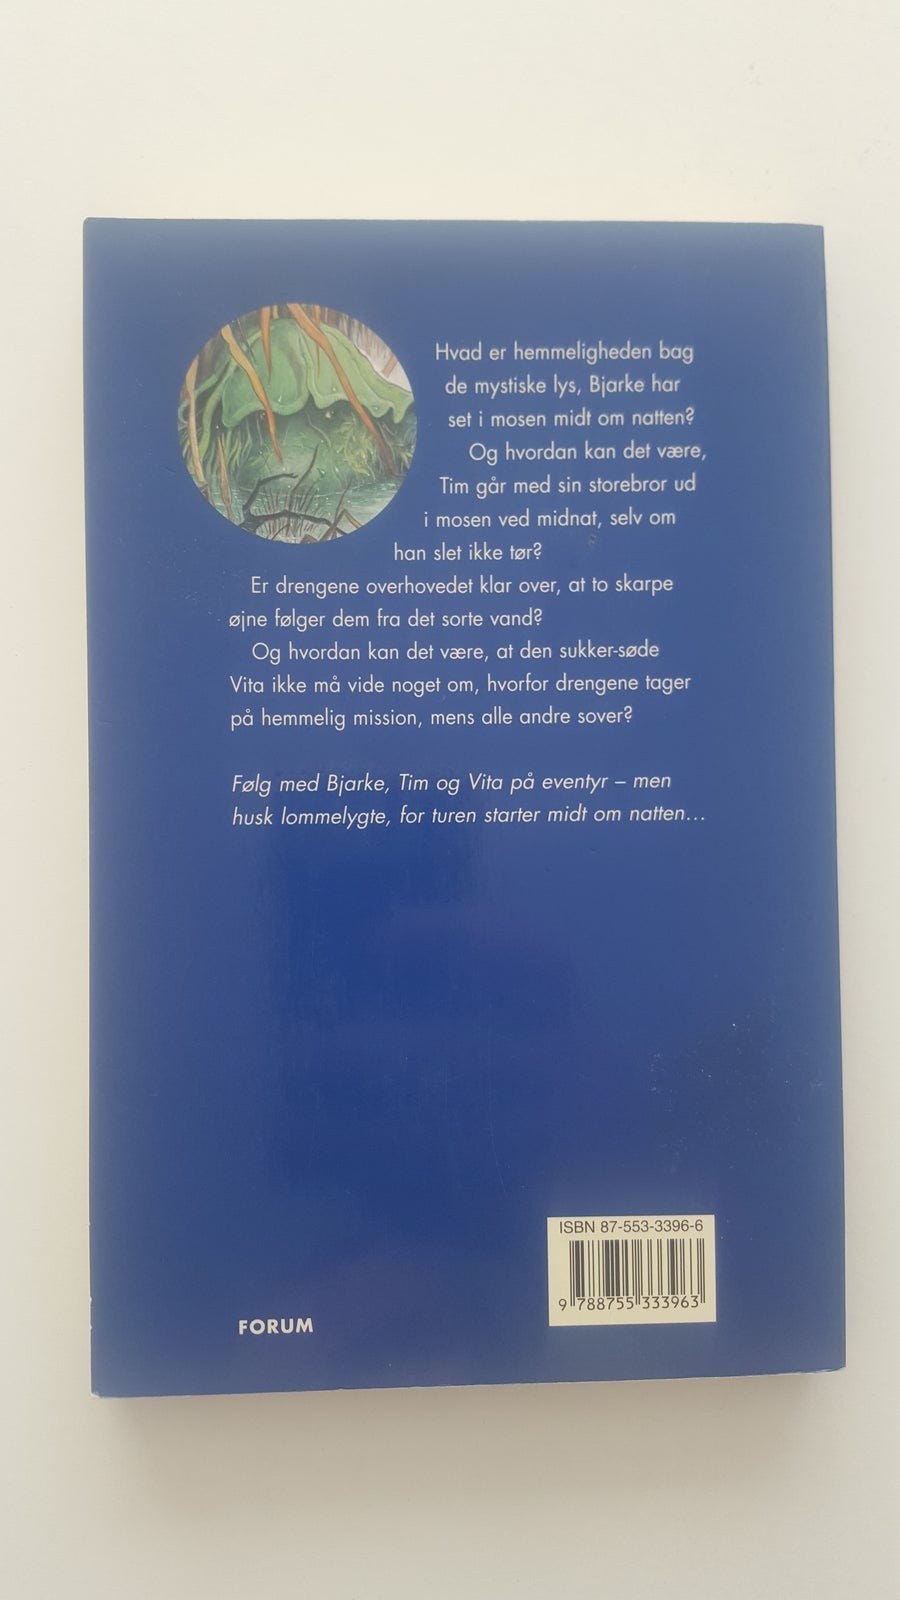 Hvad er hemmeligheden bag
de mystiske lys, Bjarke har
set i mosen midt om natten?
Og hvordan kan det være,
Tim går med sin storebror ud
i mosen ved midnat, selv om
han slet ikke tør?
Er drengene overhovedet klar over, at to skarpe
øjne følger dem fra det sorte vand?
Og hvordan kan det være, at den sukker-søde
Vita ikke må vide noget om, hvorfor drengene tager
på hemmelig mission, mens alle andre sover?
Følg med Bjarke, Tim og Vita på eventyr – men
husk lommelygte, for turen starter midt om natten...
ISBN 87-553-3396-6
9 788755 333963
FORUM